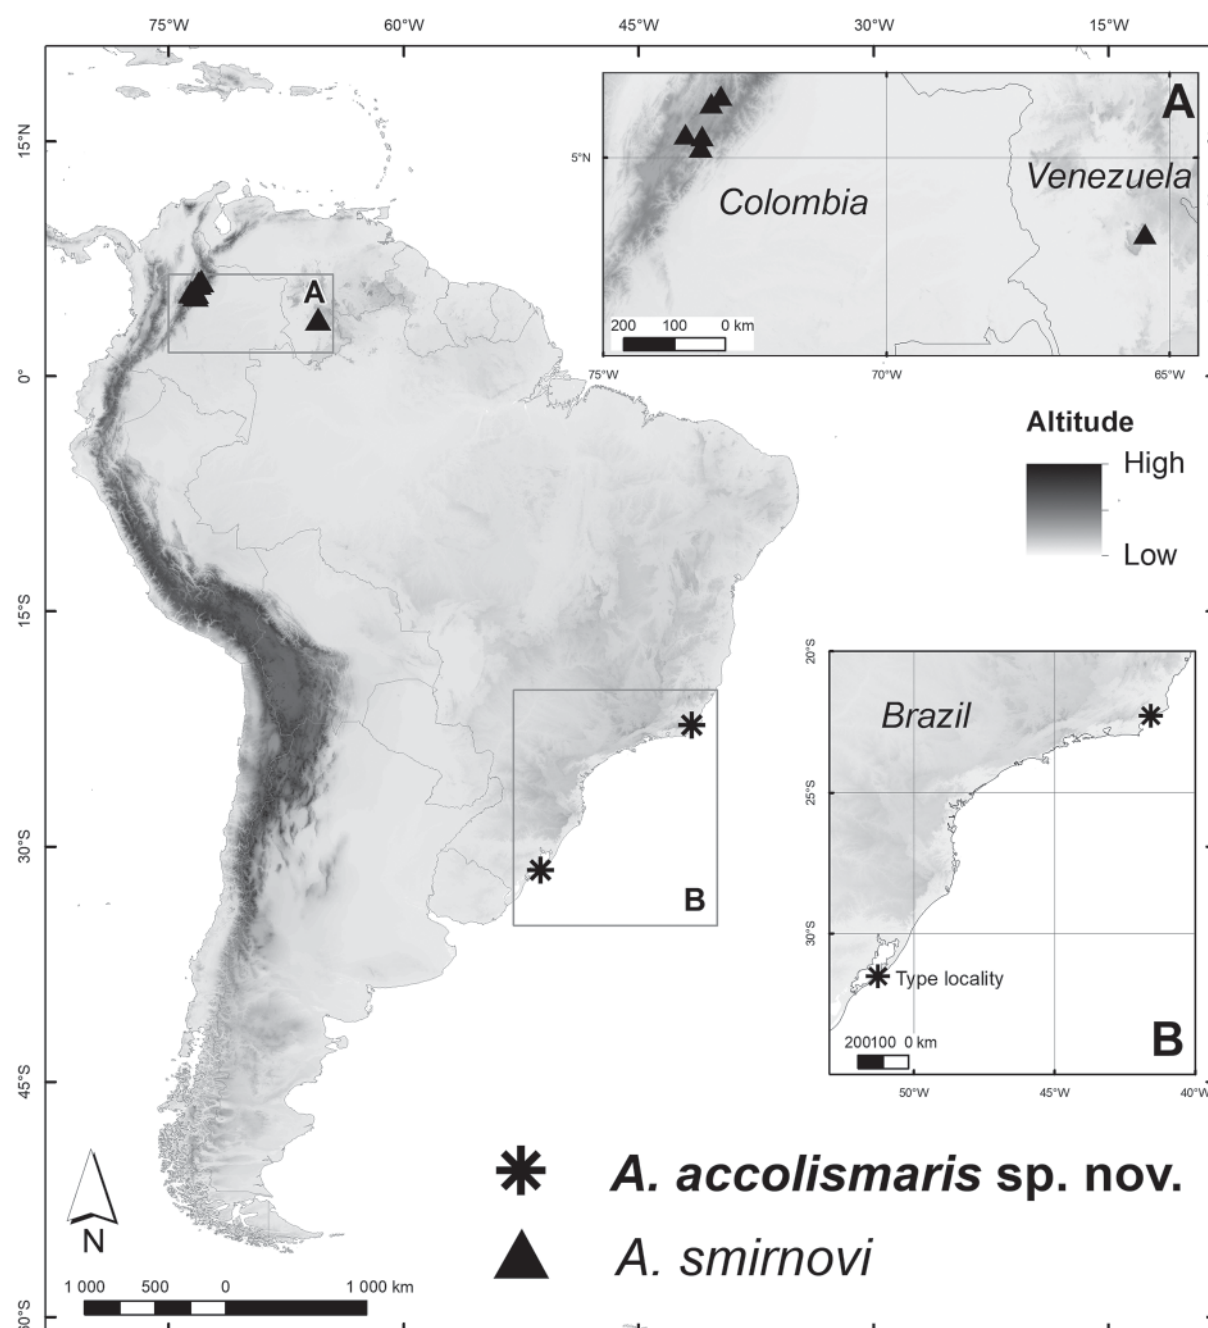 75°W 60°W 45°W 30°W 15°W
15°N
0°
15°S
30°S
45°S
A
B
A
5°N
Colombia
Venezuela
200 100 0 km
75°W 70°W 65°W
Altitude
High
Low
20°S
Brazil
25°S
30°S
Type locality
200100 0 km
B
50°W 45°W 40°W
A. accolismaris sp. nov.
A. smirnovi
N
1 000 500 0 1 000 km